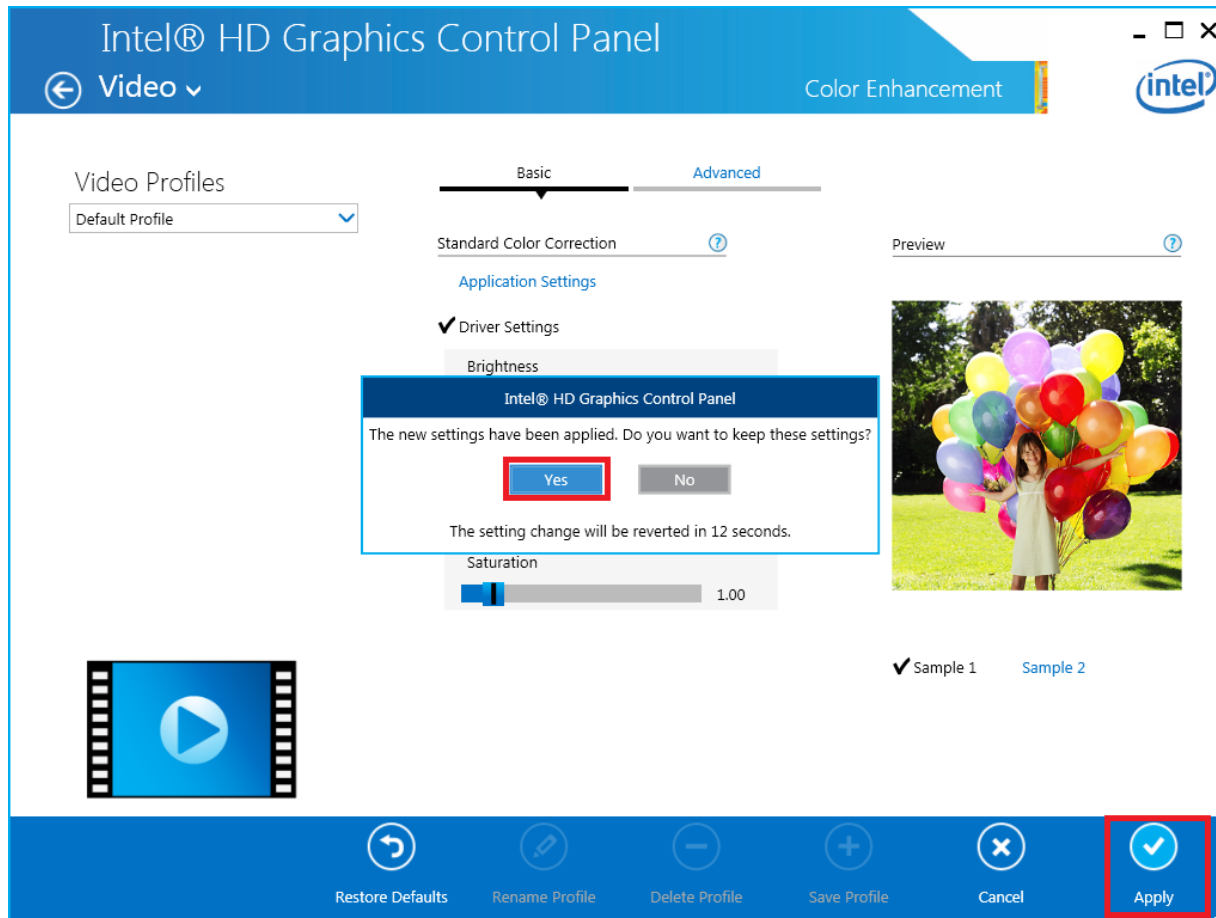 Intel® HD Graphics Control Panel
Video
Color Enhancement
intel
Video Profiles
Default Profile
Basic
Advanced
Standard Color Correction
?
Application Settings
Driver Settings
Brightness
Intel® HD Graphics Control Panel
The new settings have been applied. Do you want to keep these settings?
Yes
No
The setting change will be reverted in 12 seconds.
Saturation
1.00
Preview
?
Sample 1
Sample 2
Restore Defaults
Rename Profile
Delete Profile
Save Profile
Cancel
Apply